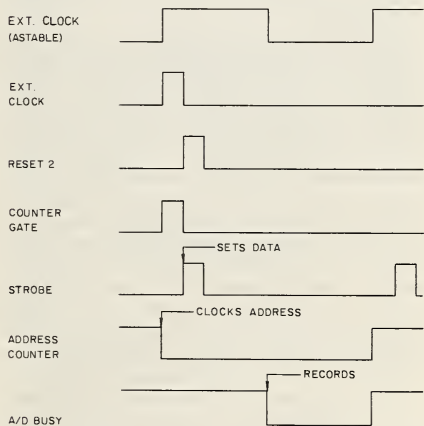 EXT. CLOCK
(ASTABLE)
EXT.
CLOCK
RESET 2
COUNTER
GATE
SETS DATA
STROBE
CLOCKS ADDRESS
ADDRESS
COUNTER
RECORDS
A/D BUSY